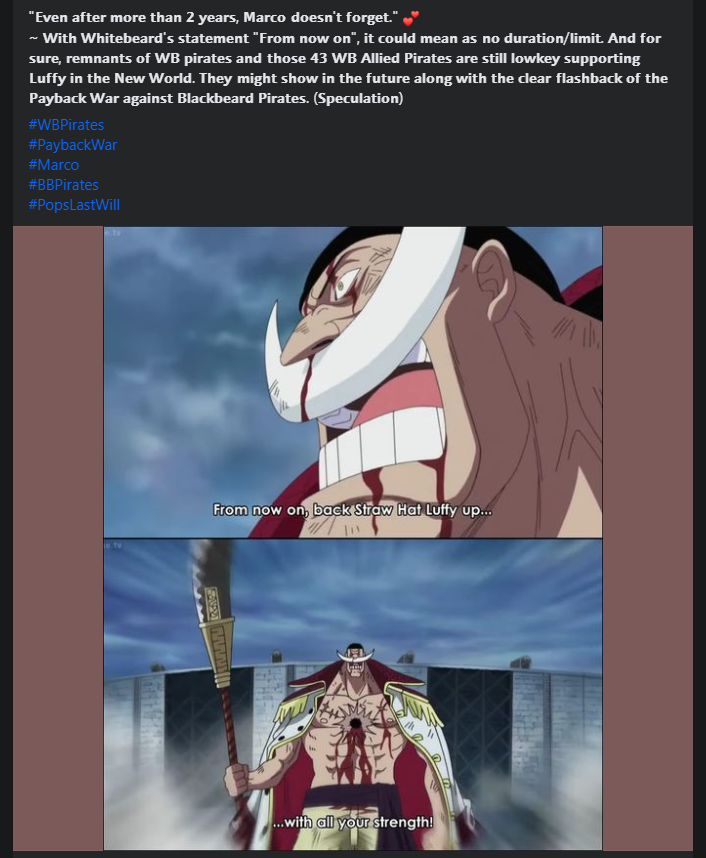 "Even after more than 2 years, Marco doesn't forget." 💕
~ With Whitebeard's statement "From now on", it could mean as no duration/limit. And for
sure, remnants of WB pirates and those 43 WB Allied Pirates are still lowkey supporting
Luffy in the New World. They might show in the future along with the clear flashback of the
Payback War against Blackbeard Pirates. (Speculation)
#WBPirates
#PaybackWar
#Marco
#BBPirates
#PopsLastWill
From now on, back Straw Hat Luffy up...
...with all your strength!